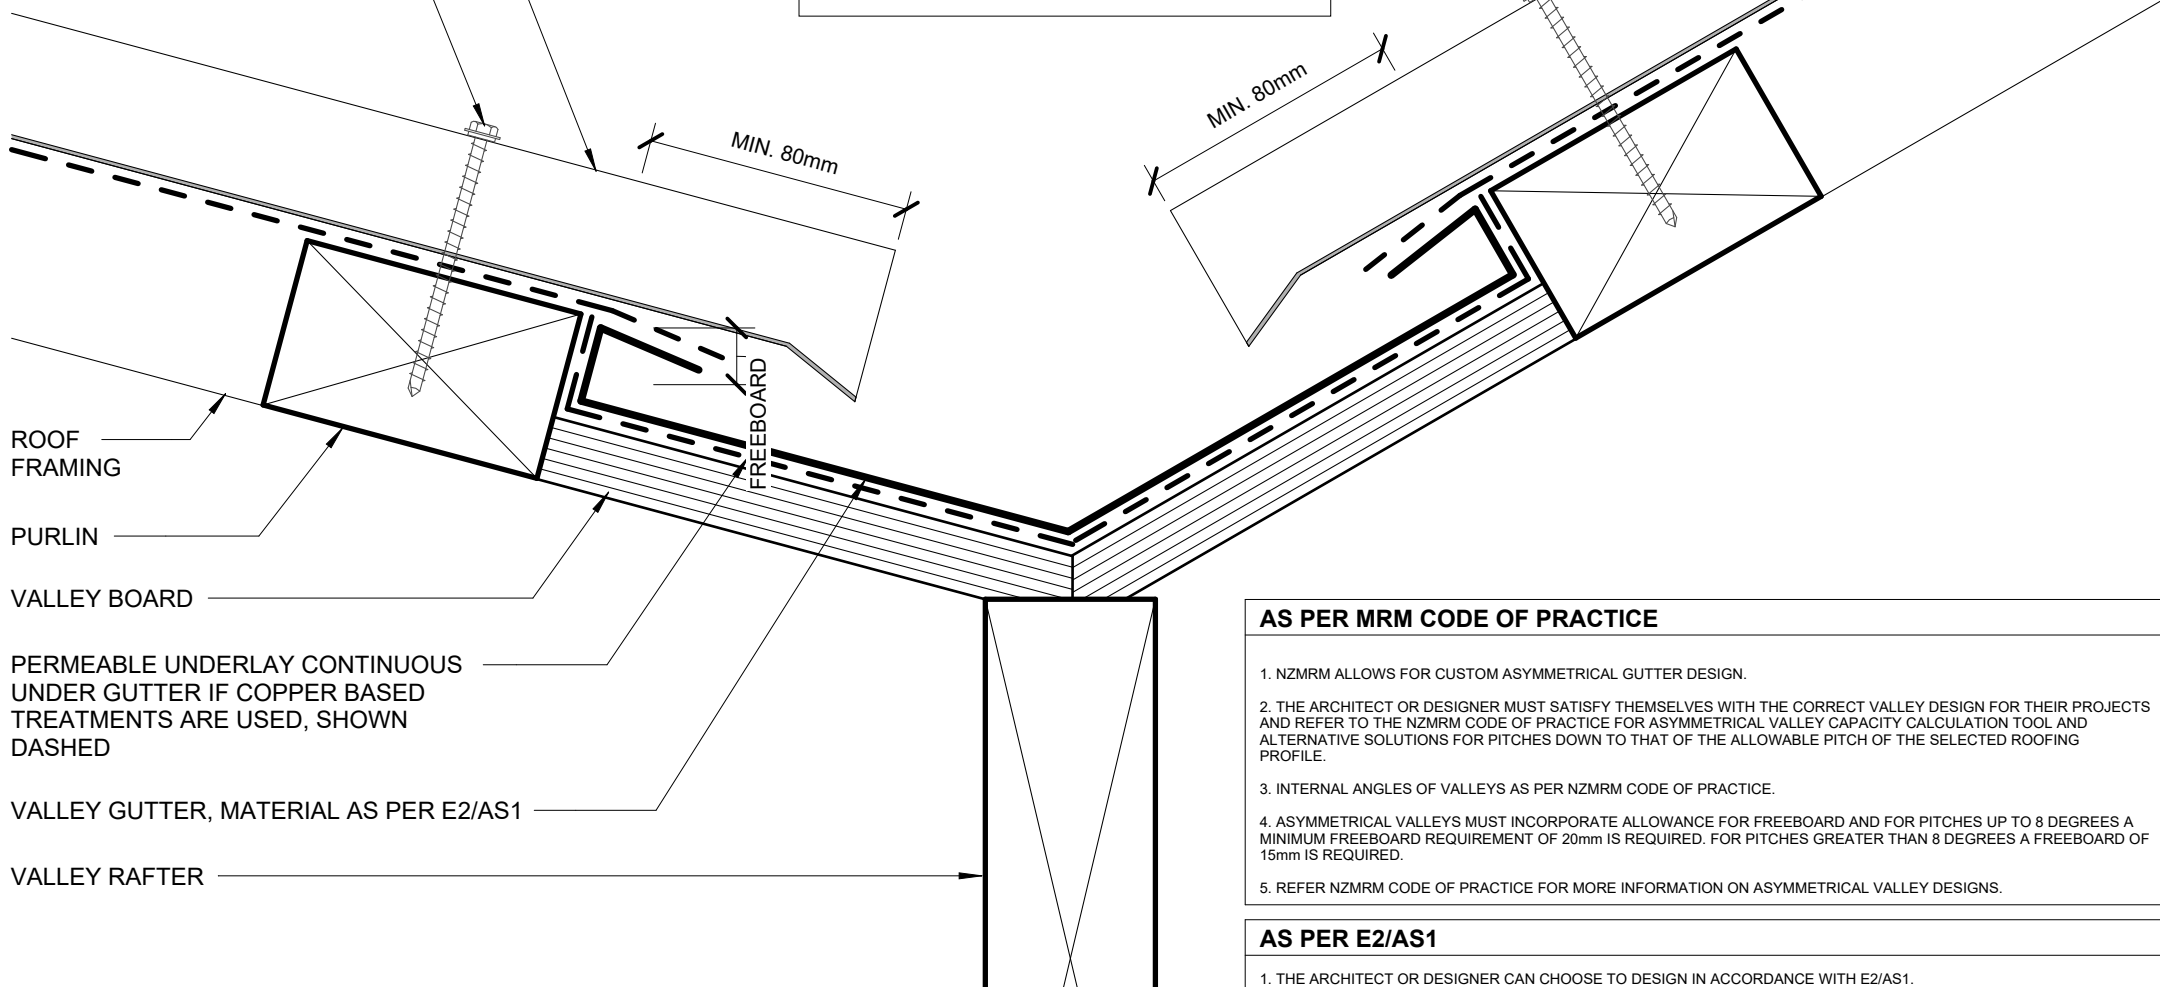 MIN. 80mm
MIN. 80mm
FREEBOARD
ROOF
FRAMING
PURLIN
VALLEY BOARD
PERMEABLE UNDERLAY CONTINUOUS
UNDER GUTTER IF COPPER BASED
TREATMENTS ARE USED, SHOWN
DASHED
VALLEY GUTTER, MATERIAL AS PER E2/AS1
VALLEY RAFTER
AS PER MRM CODE OF PRACTICE
1. NZMRM ALLOWS FOR CUSTOM ASYMMETRICAL GUTTER DESIGN.
2. THE ARCHITECT OR DESIGNER MUST SATISFY THEMSELVES WITH THE CORRECT VALLEY DESIGN FOR THEIR PROJECTS
AND REFER TO THE NZMRM CODE OF PRACTICE FOR ASYMMETRICAL VALLEY CAPACITY CALCULATION TOOL AND
ALTERNATIVE SOLUTIONS FOR PITCHES DOWN TO THAT OF THE ALLOWABLE PITCH OF THE SELECTED ROOFING
PROFILE.
3. INTERNAL ANGLES OF VALLEYS AS PER NZMRM CODE OF PRACTICE.
4. ASYMMETRICAL VALLEYS MUST INCORPORATE ALLOWANCE FOR FREEBOARD AND FOR PITCHES UP TO 8 DEGREES A
MINIMUM FREEBOARD REQUIREMENT OF 20mm IS REQUIRED. FOR PITCHES GREATER THAN 8 DEGREES A FREEBOARD OF
15mm IS REQUIRED.
5. REFER NZMRM CODE OF PRACTICE FOR MORE INFORMATION ON ASYMMETRICAL VALLEY DESIGNS.
AS PER E2/AS1
1. THE ARCHITECT OR DESIGNER CAN CHOOSE TO DESIGN IN ACCORDANCE WITH E2/AS1.